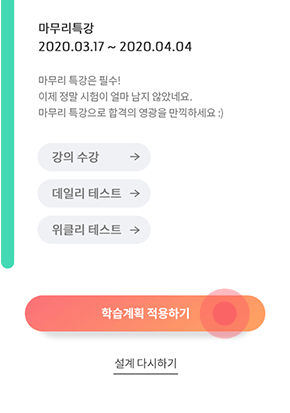 마무리특강
2020.03.17 ~ 2020.04.04
마무리 특강은 필수!
이제 정말 시험이 얼마 남지 않았네요.
마무리 특강으로 합격의 영광을 만끽하세요 :)
강의 수강 →
데일리 테스트 →
위클리 테스트 →
학습계획 적용하기
설계 다시하기